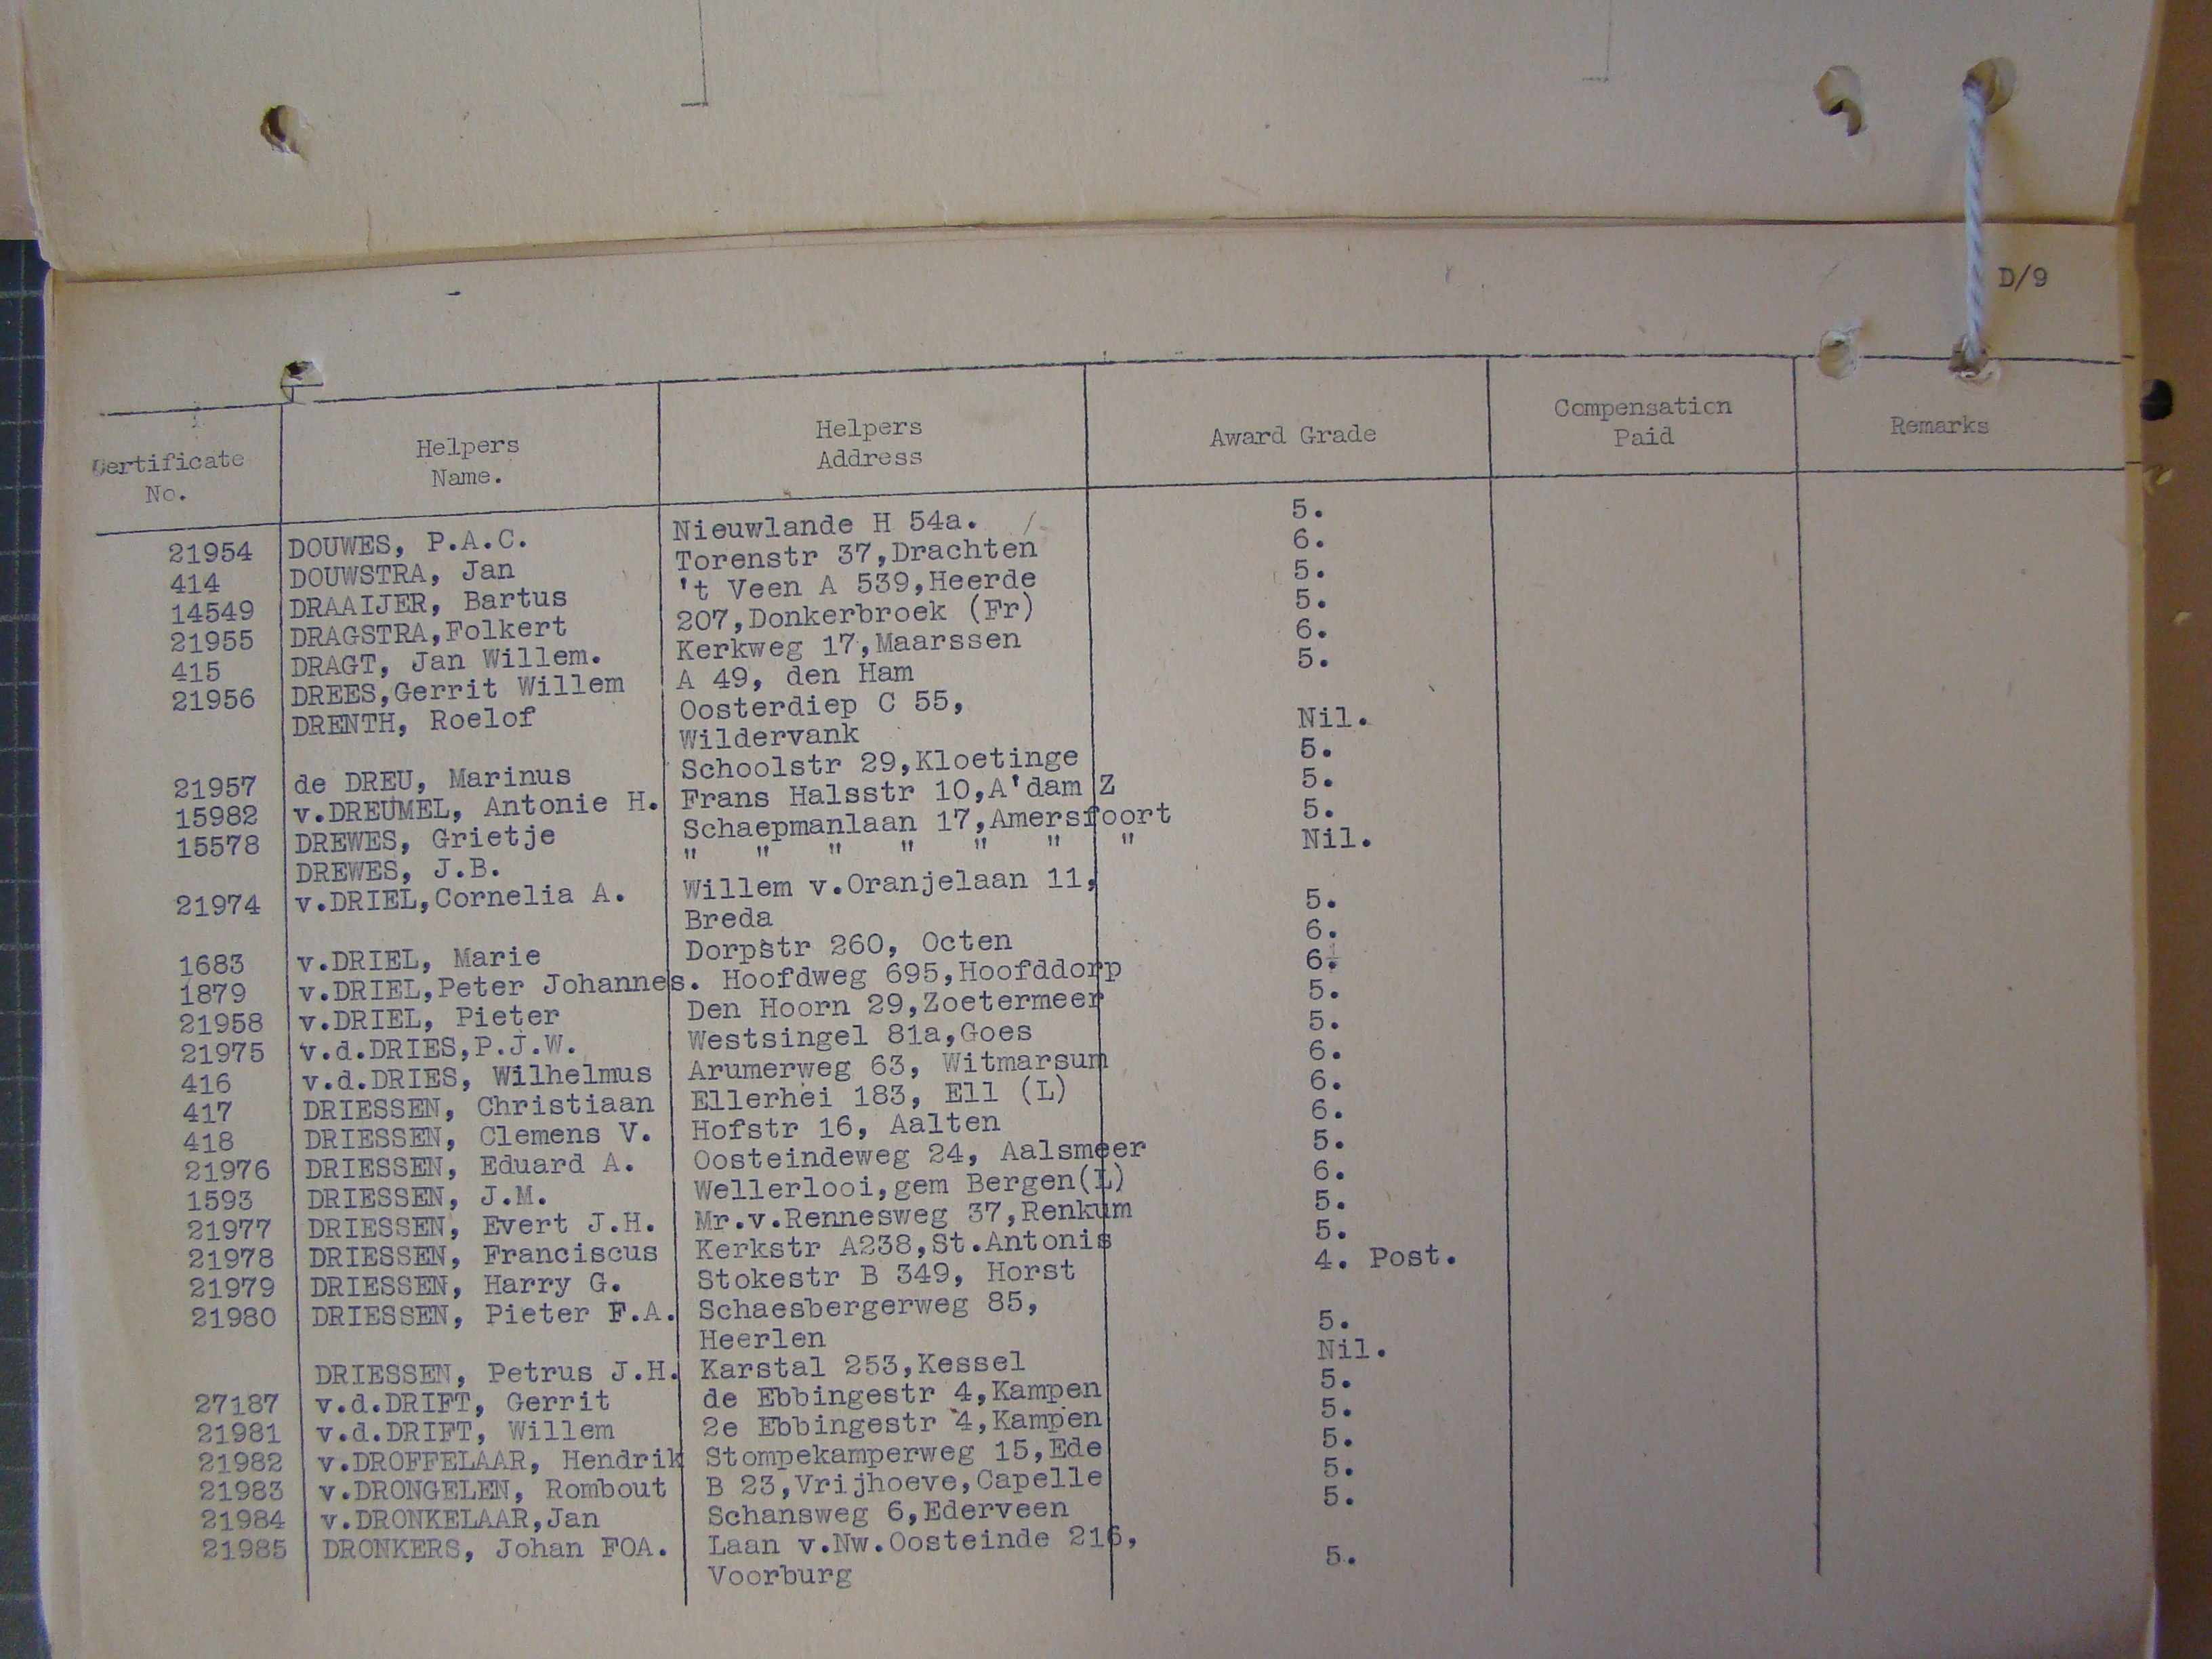 D/9
Certificate No. Helpers Name. Helpers Address Award Grade Compensation Paid Remarks
21954 DOUWES, P.A.C. Nieuwlande H 54a. 5.
414 DOUWSTRA, Jan Torenstr 37,Drachten 6.
14549 DRAAIJER, Bartus 't Veen A 539,Heerde 5.
21955 DRAGSTRA,Folkert 207,Donkerbroek (Fr) 5.
415 DRAGT, Jan Willem. Kerkweg 17,Maarssen 6.
21956 DREES,Gerrit Willem A 49, den Ham 5.
DRENTH, Roelof Oosterdiep C 55,
Wildervank Nil.
21957 de DREU, Marinus Schoolstr 29,Kloetinge 5.
15982 v.DREUMEL, Antonie H. Frans Halsstr 10,A'dam Z 5.
15578 DREWES, Grietje Schaepmanlaan 17,Amersfoort 5.
DREWES, J.B. " " " " " " " Nil.
21974 v.DRIEL,Cornelia A. Willem v.Oranjelaan 11,
Breda 5.
1683 v.DRIEL, Marie Dorpstr 260, Octen 6.
1879 v.DRIEL,Peter Johannes. Hoofdweg 695,Hoofddorp 6.
21958 v.DRIEL, Pieter Den Hoorn 29,Zoetermeer 5.
21975 v.d.DRIES,P.J.W. Westsingel 81a,Goes 5.
416 v.d.DRIES, Wilhelmus Arumerweg 63, Witmarsum 6.
417 DRIESSEN, Christiaan Ellerhei 183, Ell (L) 6.
418 DRIESSEN, Clemens V. Hofstr 16, Aalten 6.
21976 DRIESSEN, Eduard A. Oosteindeweg 24, Aalsmeer 5.
1593 DRIESSEN, J.M. Wellerlooi,gem Bergen(L) 6.
21977 DRIESSEN, Evert J.H. Mr.v.Rennesweg 37,Renkum 5.
21978 DRIESSEN, Franciscus Kerkstr A238,St.Antonis 5.
21979 DRIESSEN, Harry G. Stokestr B 349, Horst 4. Post.
21980 DRIESSEN, Pieter F.A. Schaesbergerweg 85,
Heerlen 5.
DRIESSEN, Petrus J.H. Karstal 253,Kessel Nil.
27187 v.d.DRIFT, Gerrit de Ebbingestr 4,Kampen 5.
21981 v.d.DRIFT, Willem 2e Ebbingestr 4,Kampen 5.
21982 v.DROFFELAAR, Hendrik Stompekamperweg 15,Ede 5.
21983 v.DRONGELEN, Rombout B 23,Vrijhoeve,Capelle 5.
21984 v.DRONKELAAR,Jan Schansweg 6,Ederveen 5.
21985 DRONKERS, Johan FOA. Laan v.Nw.Oosteinde 216,
Voorburg 5.